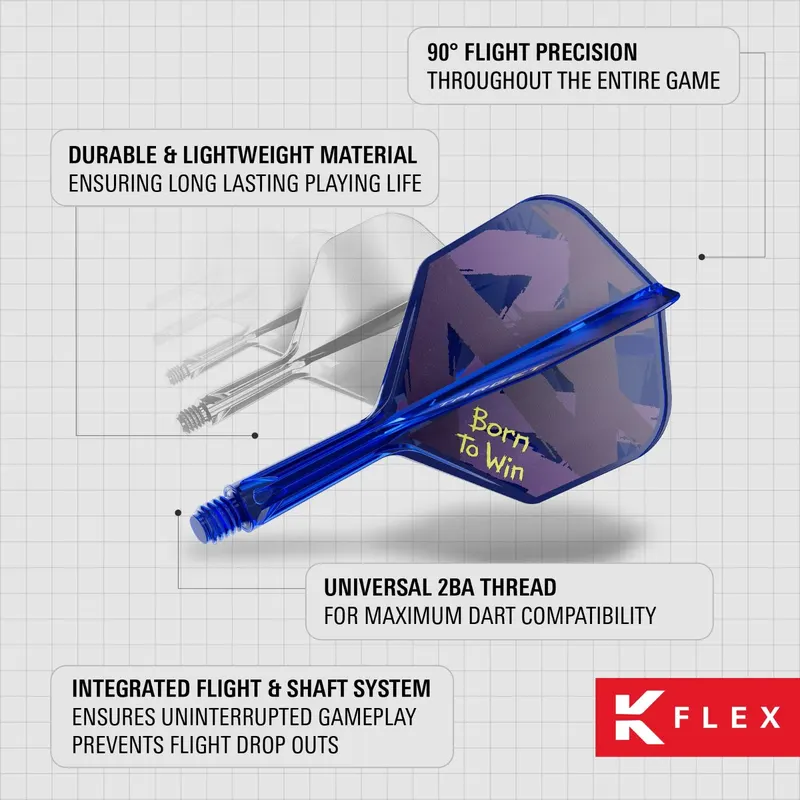 90° FLIGHT PRECISION
THROUGHOUT THE ENTIRE GAME
DURABLE & LIGHTWEIGHT MATERIAL
ENSURING LONG LASTING PLAYING LIFE
TARGET
Born
To Win
UNIVERSAL 2BA THREAD
FOR MAXIMUM DART COMPATIBILITY
INTEGRATED FLIGHT & SHAFT SYSTEM
ENSURES UNINTERRUPTED GAMEPLAY
PREVENTS FLIGHT DROP OUTS
K FLEX